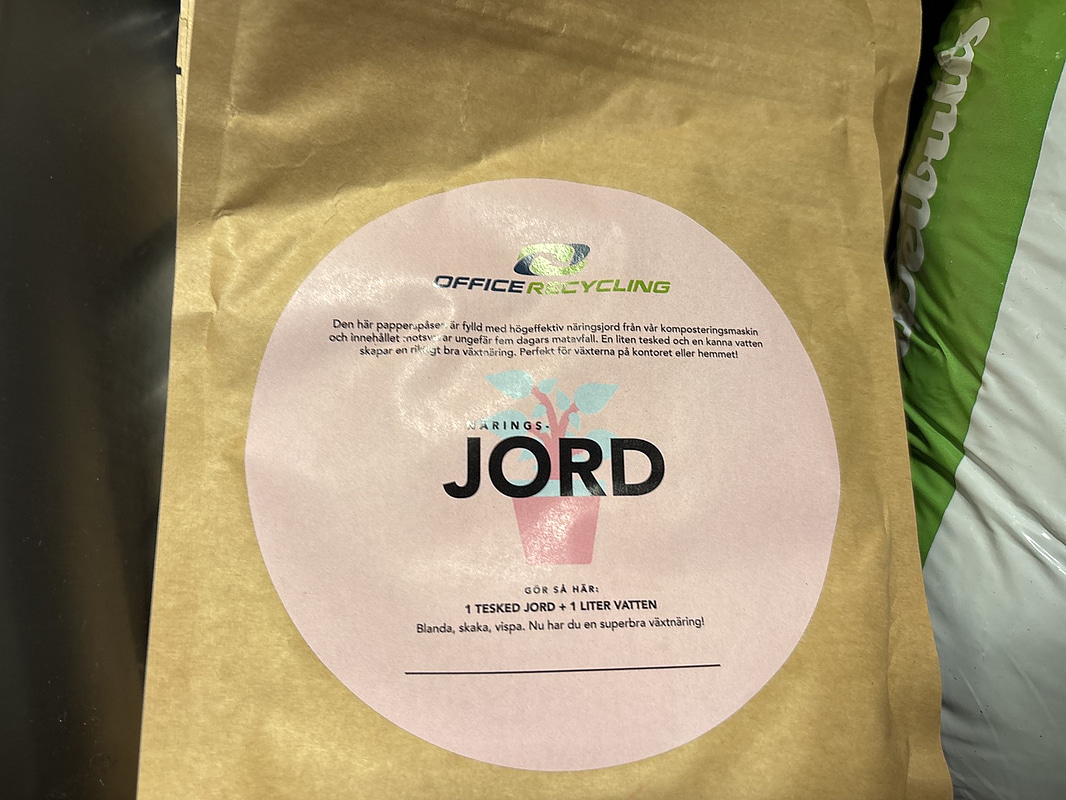 OFFICERECYCLING
Den här papperspåsen är fylld med högeffektiv näringsjord från vår komposteringsmaskin
och innehållet motsvarar ungefär fem dagars matavfall. En liten tesked och en kanna vatten
skapar en riktigt bra växtnäring. Perfekt för växterna på kontoret eller hemmet!
NÄRINGS-
JORD
GÖR SÅ HÄR:
1 TESKED JORD + 1 LITER VATTEN
Blanda, skaka, vispa. Nu har du en superbra växtnäring!